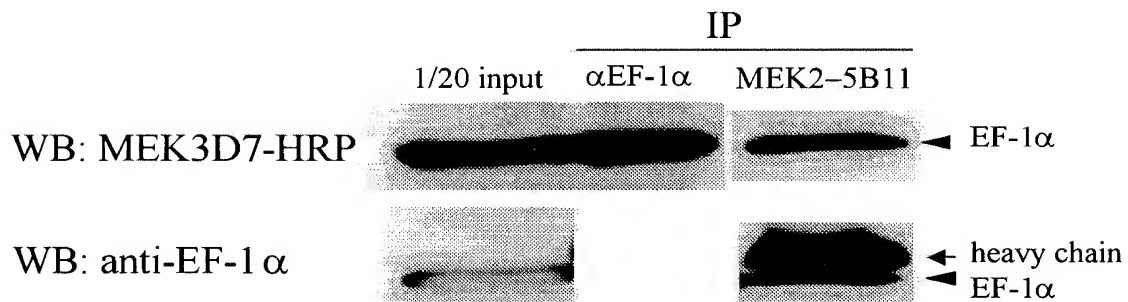 IP
1/20 input αEF-1α MEK2–5B11
WB: MEK3D7-HRP
EF-1α
WB: anti-EF-1α
heavy chain
EF-1α